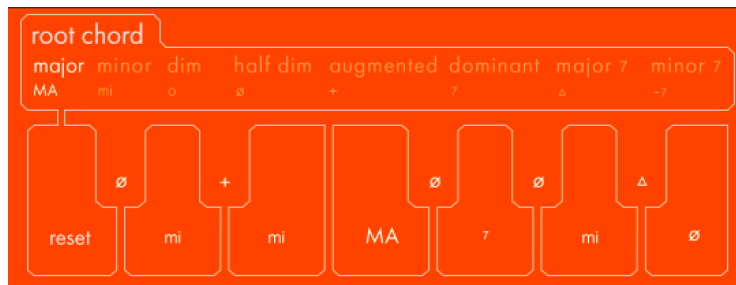 root chord
major minor dim half dim augmented dominant major 7 minor 7
MA mi o ø + 7 △ -7
ø + ø ø △
reset mi mi MA 7 mi ø